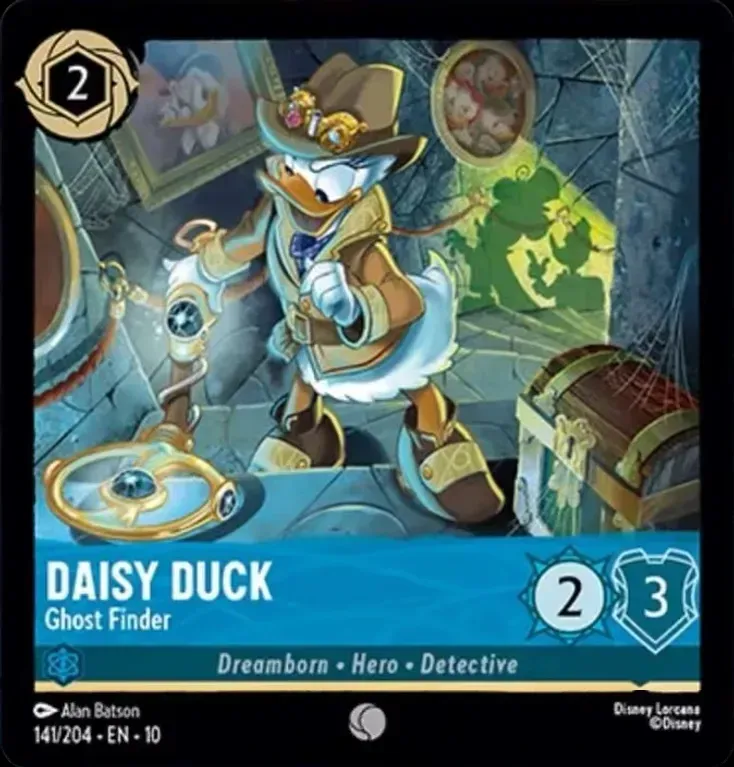 2
DAISY DUCK
Ghost Finder
2 3
Dreamborn • Hero • Detective
Alan Batson
141/204 • EN • 10
Disney Lorcana
©Disney